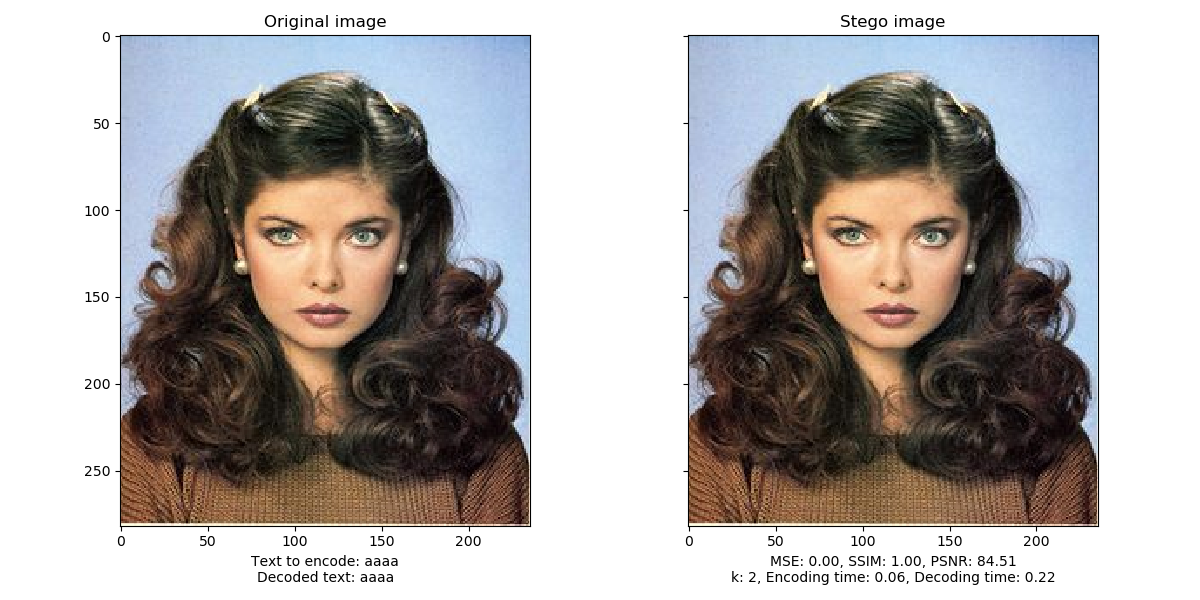 Original image
Stego image
0
50
100
150
200
250
0 50 100 150 200
0 50 100 150 200
Text to encode: aaaa
Decoded text: aaaa
MSE: 0.00, SSIM: 1.00, PSNR: 84.51
k: 2, Encoding time: 0.06, Decoding time: 0.22